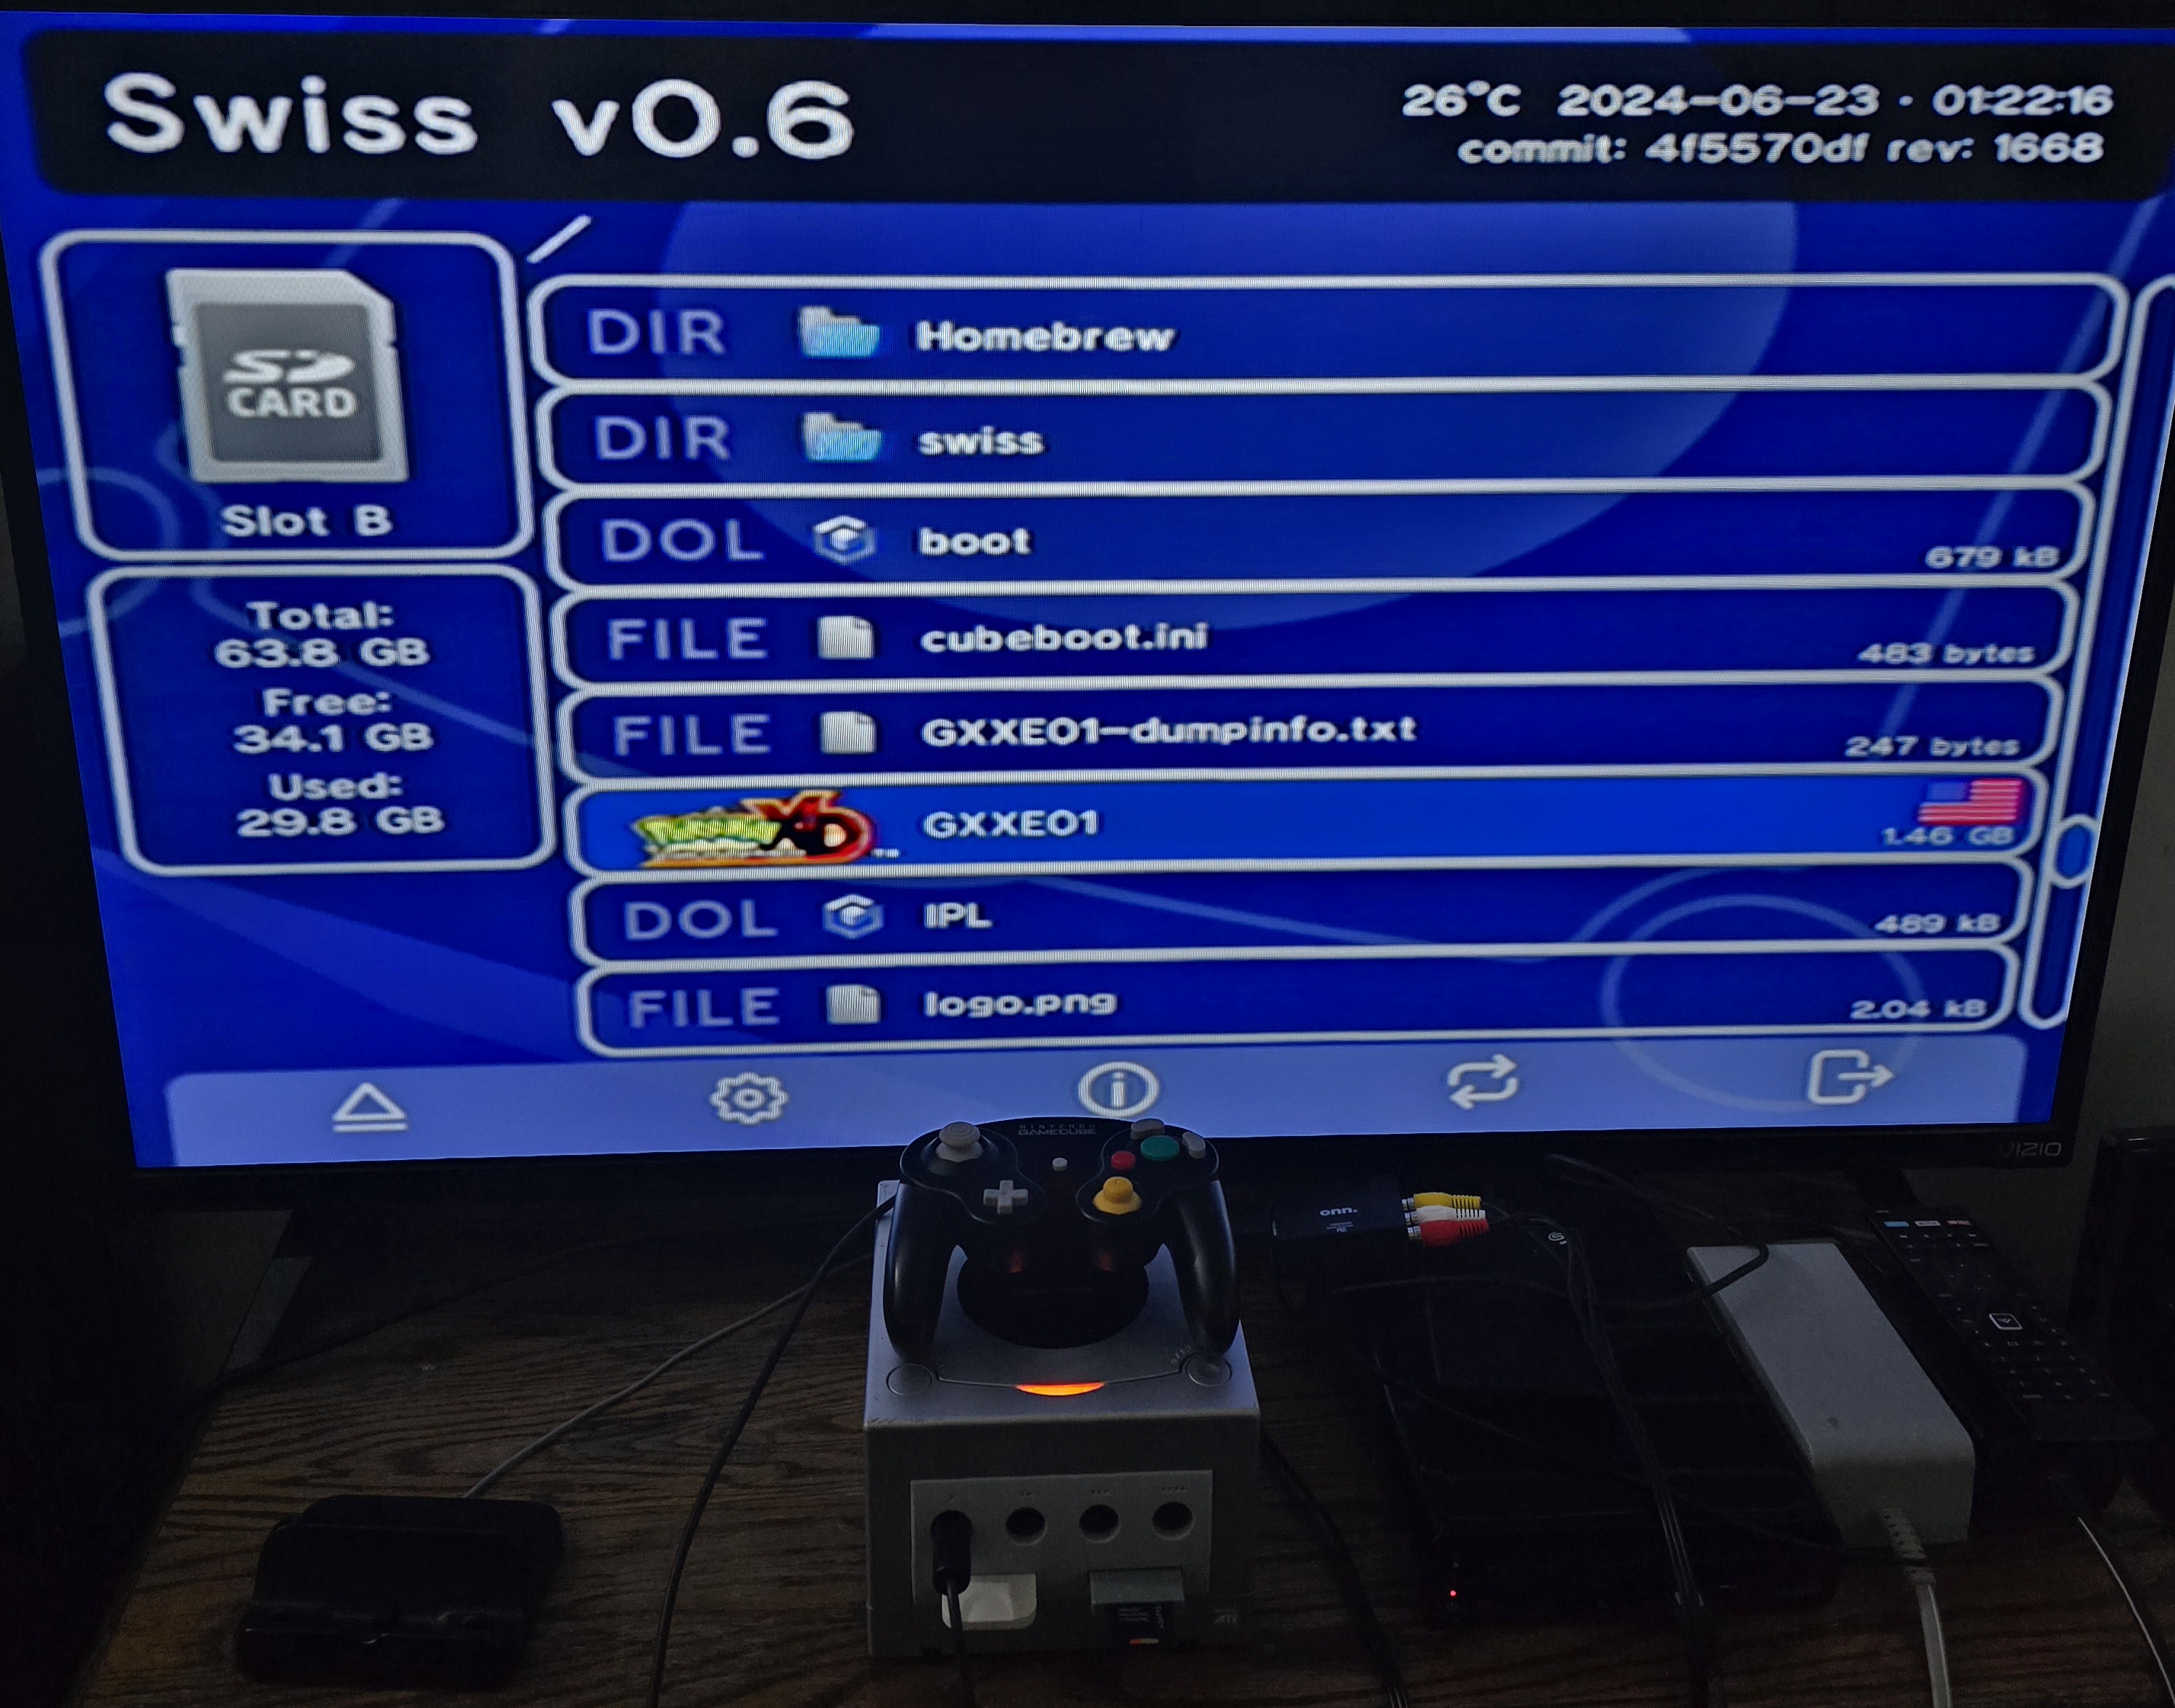 Swiss v0.6
26°C 2024-06-23 · 01:22:16
commit: 4f5570df rev: 1668
SD
CARD
Slot B
Total:
63.8 GB
Free:
34.1 GB
Used:
29.8 GB
DIR Homebrew
DIR swiss
DOL boot 679 kB
FILE cubeboot.ini 483 bytes
FILE GXXE01-dumpinfo.txt 247 bytes
XD GXXE01 1.46 GB
DOL IPL 489 kB
FILE logo.png 2.04 kB
VIZIO
NINTENDO
GAMECUBE
onn.